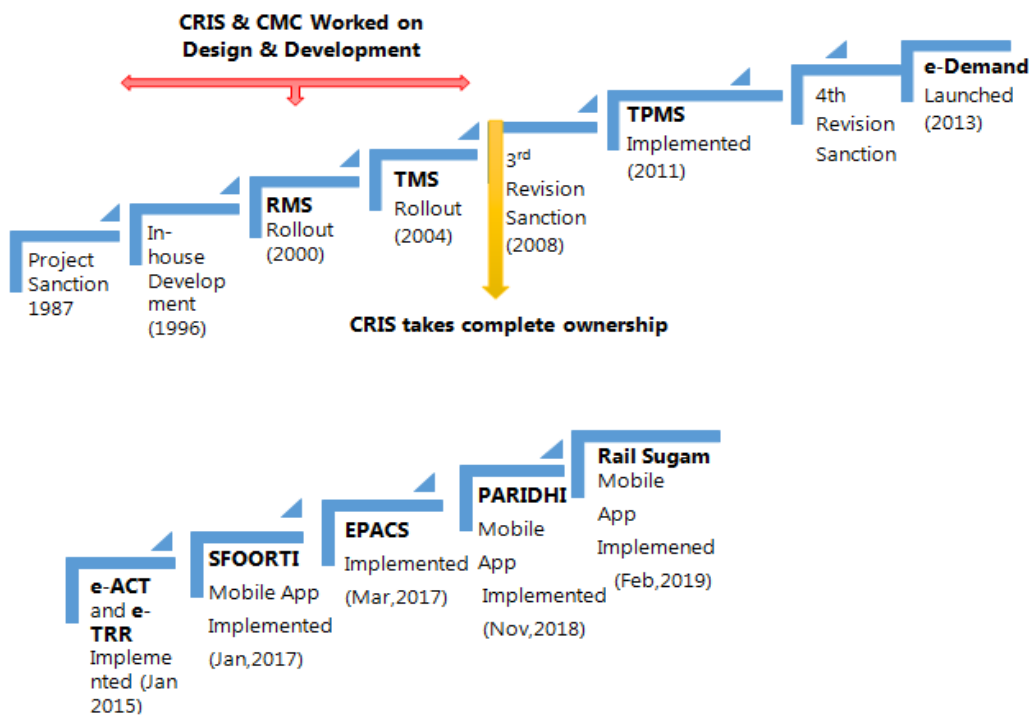 CRIS & CMC Worked on
Design & Development
Project
Sanction
1987
In-
house
Develop
ment
(1996)
RMS
Rollout
(2000)
TMS
Rollout
(2004)
3rd
Revision
Sanction
(2008)
TPMS
Implemented
(2011)
4th
Revision
Sanction
e-Demand
Launched
(2013)
CRIS takes complete ownership
e-ACT
and e-
TRR
Impleme
nted (Jan
2015)
SFOORTI
Mobile App
Implemented
(Jan,2017)
EPACS
Implemented
(Mar,2017)
PARIDHI
Mobile
App
Implemented
(Nov,2018)
Rail Sugam
Mobile
App
Implemened
(Feb,2019)